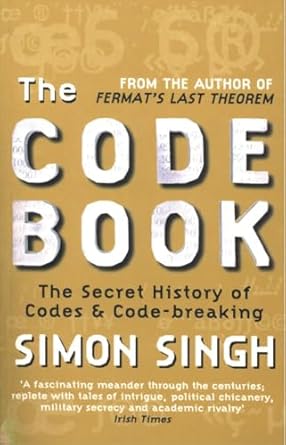 The
FROM THE AUTHOR OF
FERMAT'S LAST THEOREM
CODE
BOOK
The Secret History of
Codes & Code-breaking
SIMON SINGH
'A fascinating meander through the centuries;
replete with tales of intrigue, political chicanery,
military secrecy and academic rivalry'
Irish Times